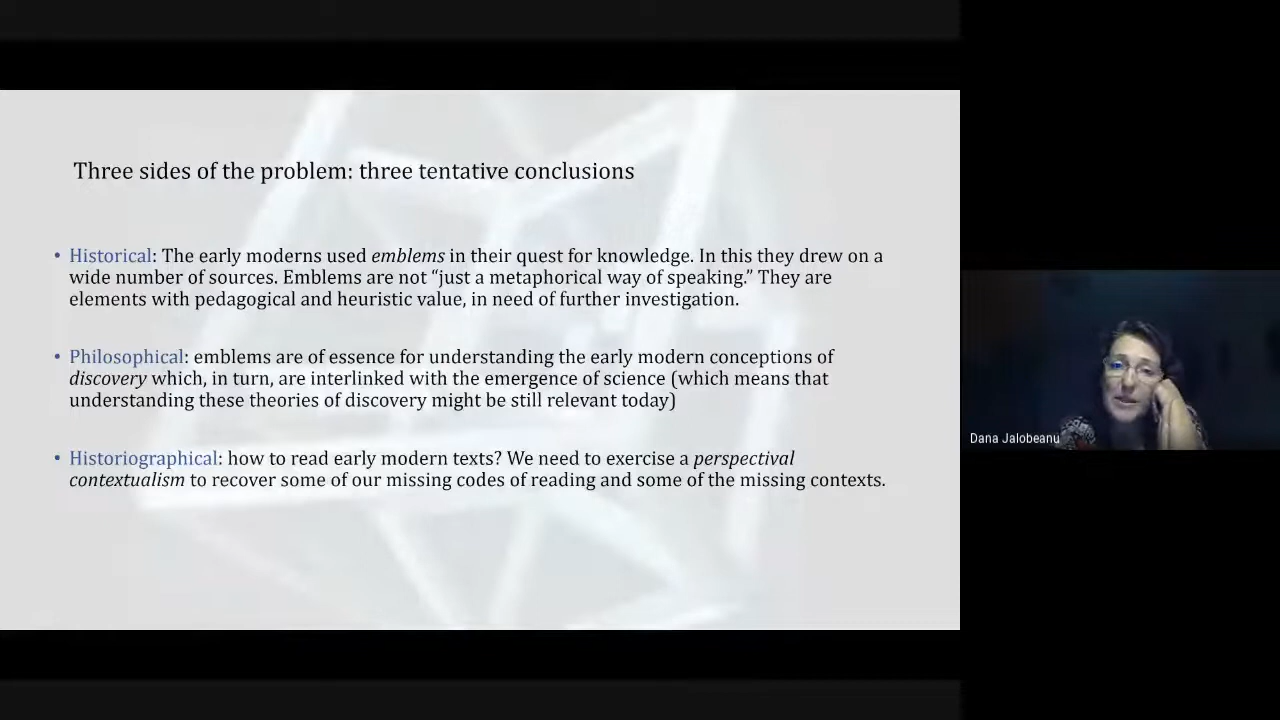 Three sides of the problem: three tentative conclusions
• Historical: The early moderns used emblems in their quest for knowledge. In this they drew on a
wide number of sources. Emblems are not “just a metaphorical way of speaking.” They are
elements with pedagogical and heuristic value, in need of further investigation.
• Philosophical: emblems are of essence for understanding the early modern conceptions of
discovery which, in turn, are interlinked with the emergence of science (which means that
understanding these theories of discovery might be still relevant today)
• Historiographical: how to read early modern texts? We need to exercise a perspectival
contextualism to recover some of our missing codes of reading and some of the missing contexts.
Dana Jalobeanu